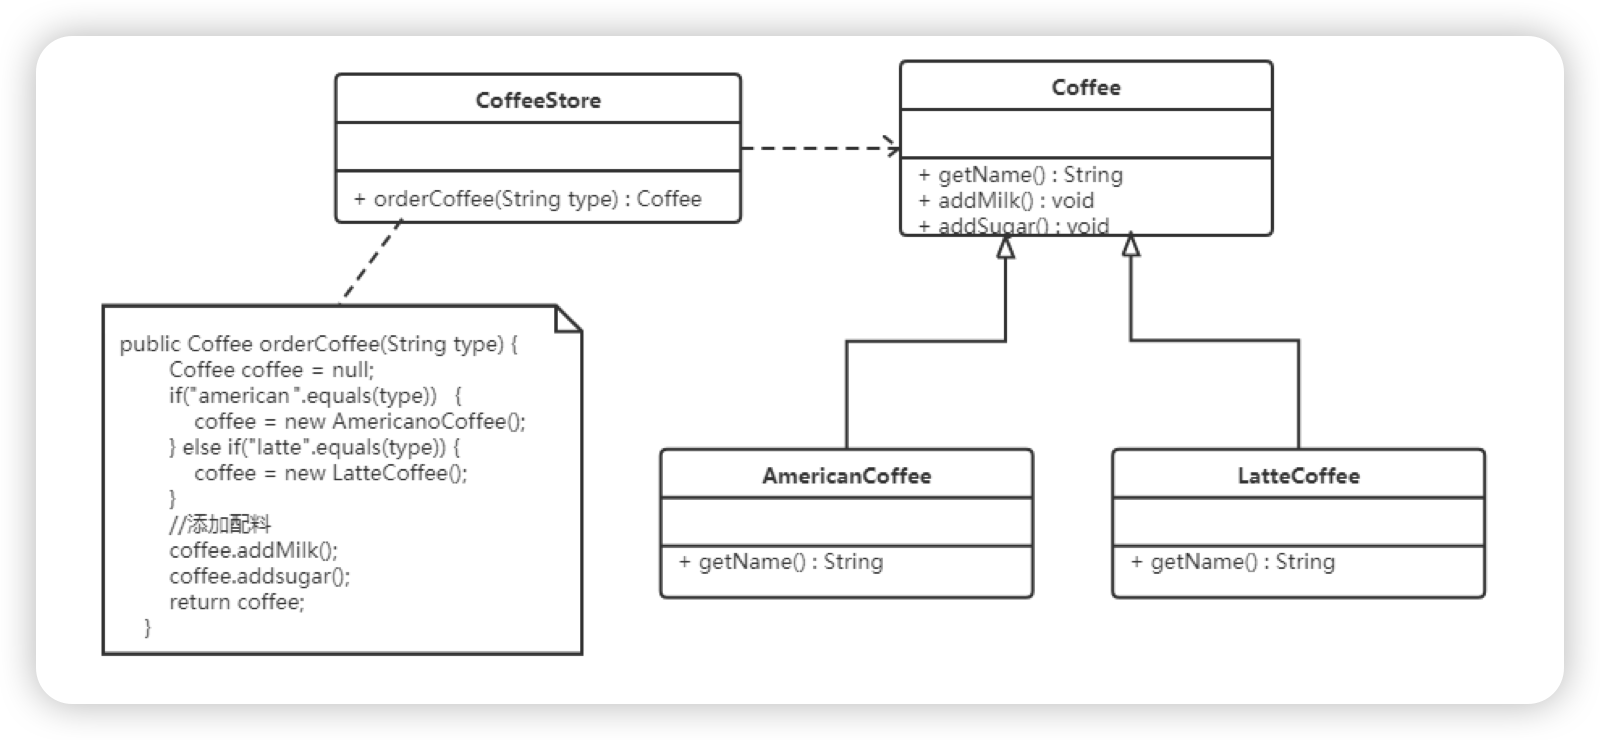 CoffeeStore
+ orderCoffee(String type) : Coffee
Coffee
+ getName() : String
+ addMilk() : void
+ addSugar() : void
public Coffee orderCoffee(String type) {
Coffee coffee = null;
if("american".equals(type)) {
coffee = new AmericanoCoffee();
} else if("latte".equals(type)) {
coffee = new LatteCoffee();
}
//添加配料
coffee.addMilk();
coffee.addsugar();
return coffee;
}
AmericanCoffee
+ getName() : String
LatteCoffee
+ getName() : String